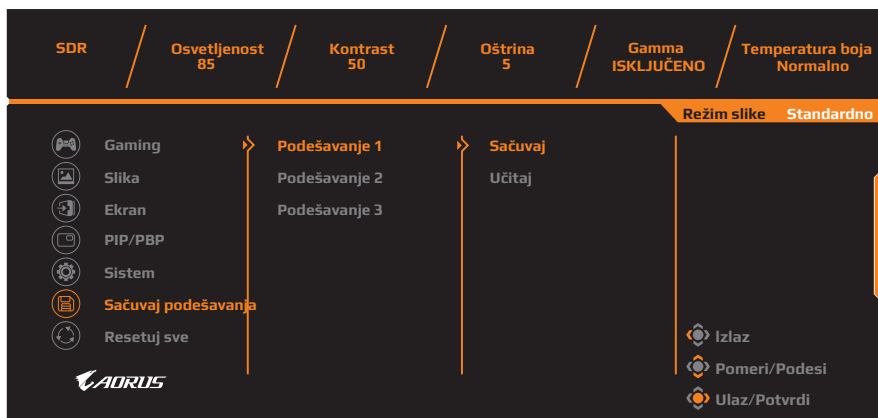 SDR
Osvetljenost
85
Kontrast
50
Oštrina
5
Gamma
ISKLJUČENO
Temperatura boja
Normalno
Režim slike Standardno
Gaming
Slika
Ekran
PIP/PBP
Sistem
Sačuvaj podešavanja
Resetuj sve
Podešavanje 1
Podešavanje 2
Podešavanje 3
Sačuvaj
Učitaj
Izlaz
Pomeri/Podesi
Ulaz/Potvrdi
AORUS